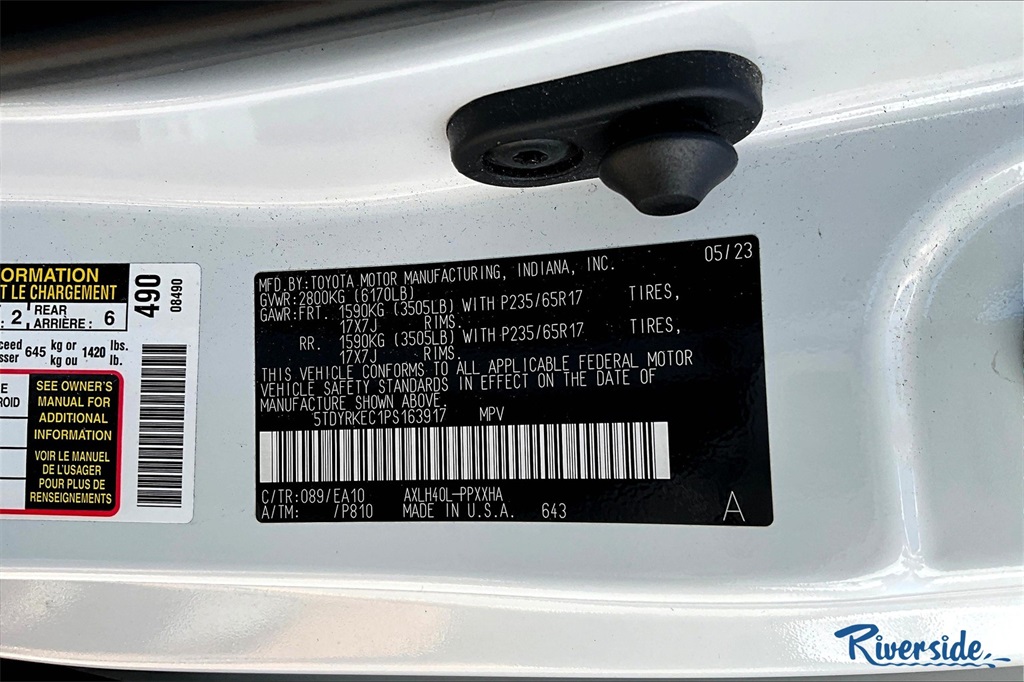 ORMATION
T LE CHARGEMENT
2 REAR ARRIÈRE : 6
ceed 645 kg or 1420 lbs.
sser kg ou lb.
E
ROID
SEE OWNER'S
MANUAL FOR
ADDITIONAL
INFORMATION
VOIR LE MANUEL
DE L'USAGER
POUR PLUS DE
RENSEIGNEMENTS
490
08490
MFD.BY:TOYOTA MOTOR MANUFACTURING, INDIANA, INC. 05/23
GVWR:2800KG (6170LB)
GAWR:FRT. 1590KG (3505LB) WITH P235/65R17 TIRES,
17X7J RIMS.
RR. 1590KG (3505LB) WITH P235/65R17 TIRES,
17X7J RIMS.
THIS VEHICLE CONFORMS TO ALL APPLICABLE FEDERAL MOTOR
VEHICLE SAFETY STANDARDS IN EFFECT ON THE DATE OF
MANUFACTURE SHOWN ABOVE.
5TDYRKEC1PS163917 MPV
C/TR:089/EA10 AXLH40L-PPXXHA
A/TM: /P810 MADE IN U.S.A. 643 A
Riverside